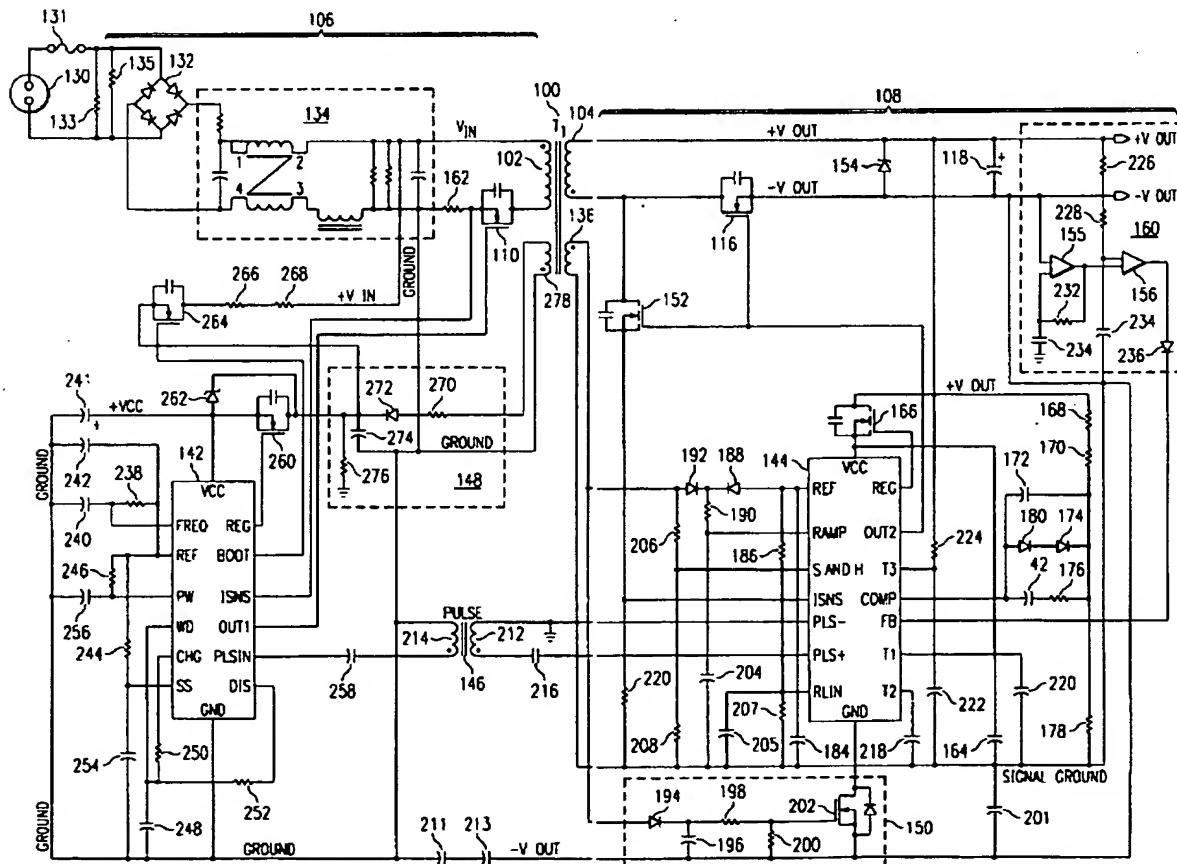 131
106
108
130
133
135
132
134
1
2
4
3
V IN
162
100
102
104
110
138
278
+V OUT
-V OUT
116
154
118
+V OUT
226
-V OUT
228
160
155
156
232
234
234
236
GROUND
266
268
+V IN
264
152
241
+VCC
262
272
270
274
GROUND
276
148
260
+V OUT
166
168
170
GROUND
242
142
238
240
VCC
FREQ
REG
REF
BOOT
PW
ISNS
WD
OUT1
CHG
PLSIN
SS
DIS
GND
246
256
244
254
250
252
248
192
188
190
206
186
144
VCC
REF
REG
RAMP
OUT2
S AND H
T3
ISNS
COMP
PLS-
FB
PLS+
T1
RLIN
T2
GND
172
180
174
224
42
176
PULSE
214
212
146
258
216
220
204
208
205
207
184
218
222
164
220
178
SIGNAL GROUND
194
198
202
196
200
150
201
GROUND
GROUND
211
213
-V OUT